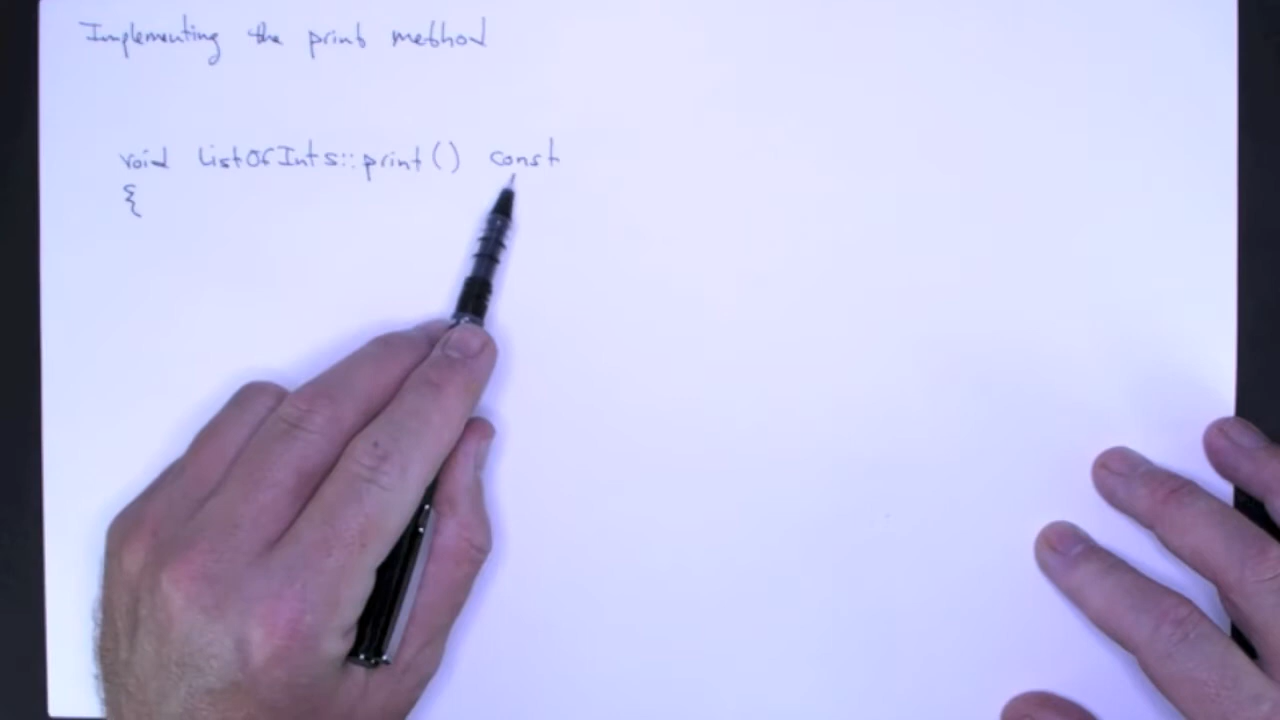 Implementing the print method
void ListOfInts::print() const
{